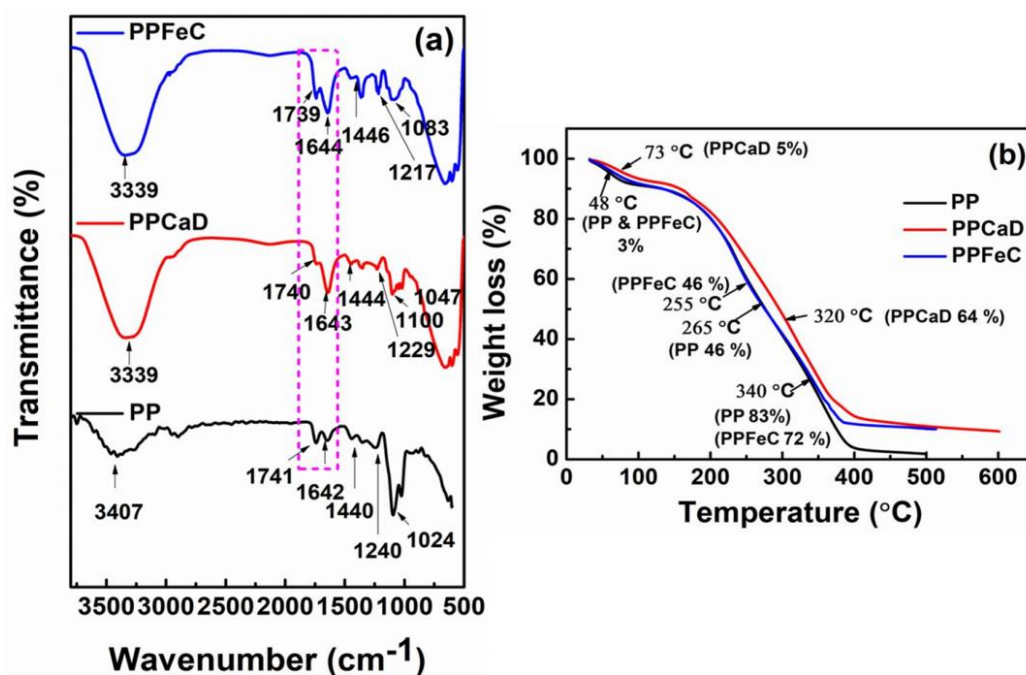 (a)
PPFeC
1739
1644
1446
1217
1083
3339
PPCaD
1740
1643
1444
1229
1100
1047
3339
PP
1741
1642
1440
1240
1024
3407
Transmittance (%)
3500 3000 2500 2000 1500 1000 500
Wavenumber (cm-1)
(b)
73 °C (PPCaD 5%)
48 °C
(PP & PPFeC)
3%
PP
PPCaD
PPFeC
(PPFeC 46 %)
255 °C
265 °C
(PP 46 %)
320 °C (PPCaD 64 %)
340 °C
(PP 83%)
(PPFeC 72 %)
Weight loss (%)
100
80
60
40
20
0
0 100 200 300 400 500 600
Temperature (°C)